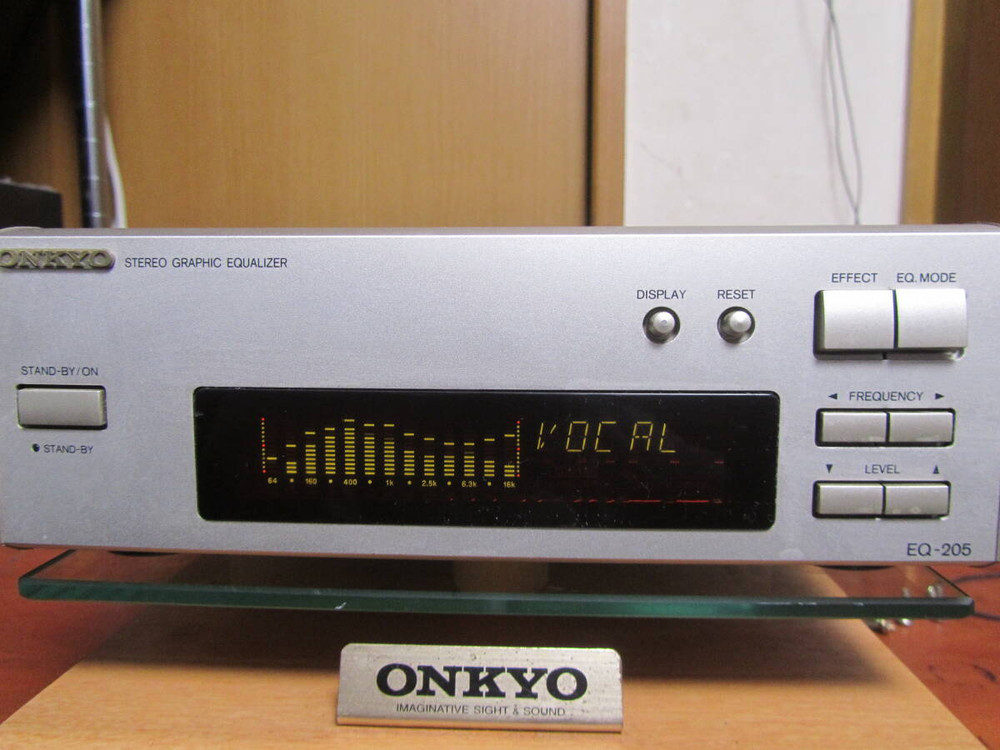 ONKYO STEREO GRAPHIC EQUALIZER
DISPLAY RESET
EFFECT EQ. MODE
STAND-BY/ON
STAND-BY
◄ FREQUENCY ►
▼ LEVEL ▲
VOCAL
64 • 160 • 400 • 1k • 2.5k • 6.3k • 16k
EQ-205
ONKYO
IMAGINATIVE SIGHT & SOUND